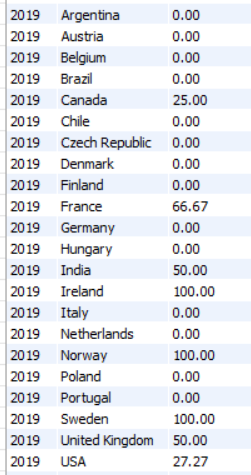 2019 Argentina 0.00
2019 Austria 0.00
2019 Belgium 0.00
2019 Brazil 0.00
2019 Canada 25.00
2019 Chile 0.00
2019 Czech Republic 0.00
2019 Denmark 0.00
2019 Finland 0.00
2019 France 66.67
2019 Germany 0.00
2019 Hungary 0.00
2019 India 50.00
2019 Ireland 100.00
2019 Italy 0.00
2019 Netherlands 0.00
2019 Norway 100.00
2019 Poland 0.00
2019 Portugal 0.00
2019 Sweden 100.00
2019 United Kingdom 50.00
2019 USA 27.27